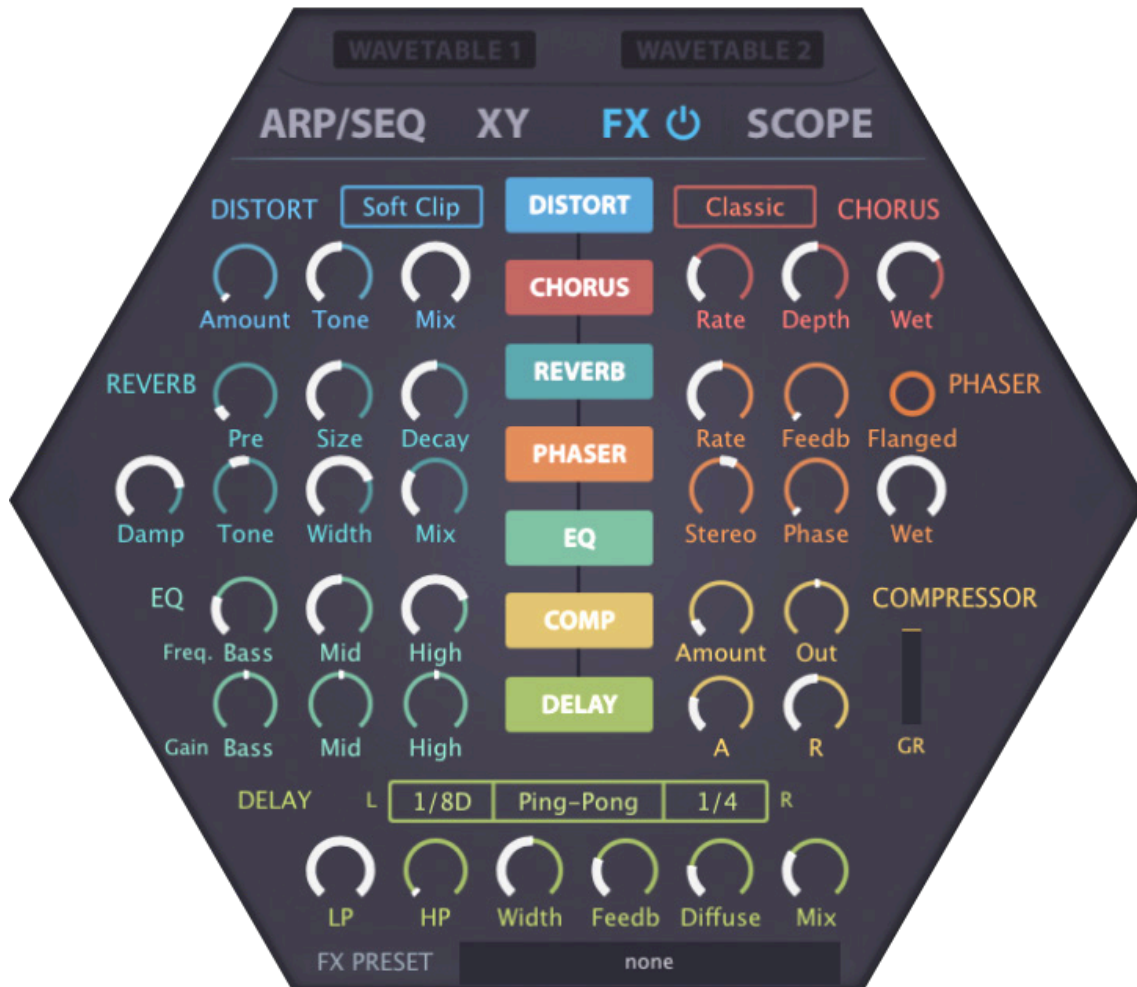 WAVETABLE 1 WAVETABLE 2
ARP/SEQ XY FX SCOPE
DISTORT Soft Clip DISTORT Classic CHORUS
CHORUS
Amount Tone Mix Rate Depth Wet
REVERB REVERB PHASER
Pre Size Decay Rate Feedb Flanged
PHASER
Damp Tone Width Mix Stereo Phase Wet
EQ
EQ COMP COMPRESSOR
Freq. Bass Mid High Amount Out
DELAY
Gain Bass Mid High A R GR
DELAY L 1/8D Ping-Pong 1/4 R
LP HP Width Feedb Diffuse Mix
FX PRESET none